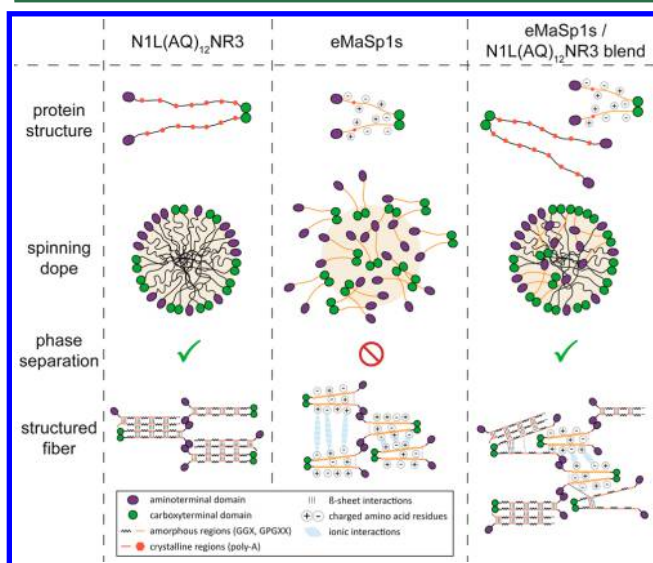 N1L(AQ)₁₂NR3
eMaSp1s
eMaSp1s /
N1L(AQ)₁₂NR3 blend
protein
structure
spinning
dope
phase
separation
structured
fiber
aminoterminal domain
carboxyterminal domain
amorphous regions (GGX, GPGXX)
crystalline regions (poly-A)
ß-sheet interactions
+ - charged amino acid residues
ionic interactions